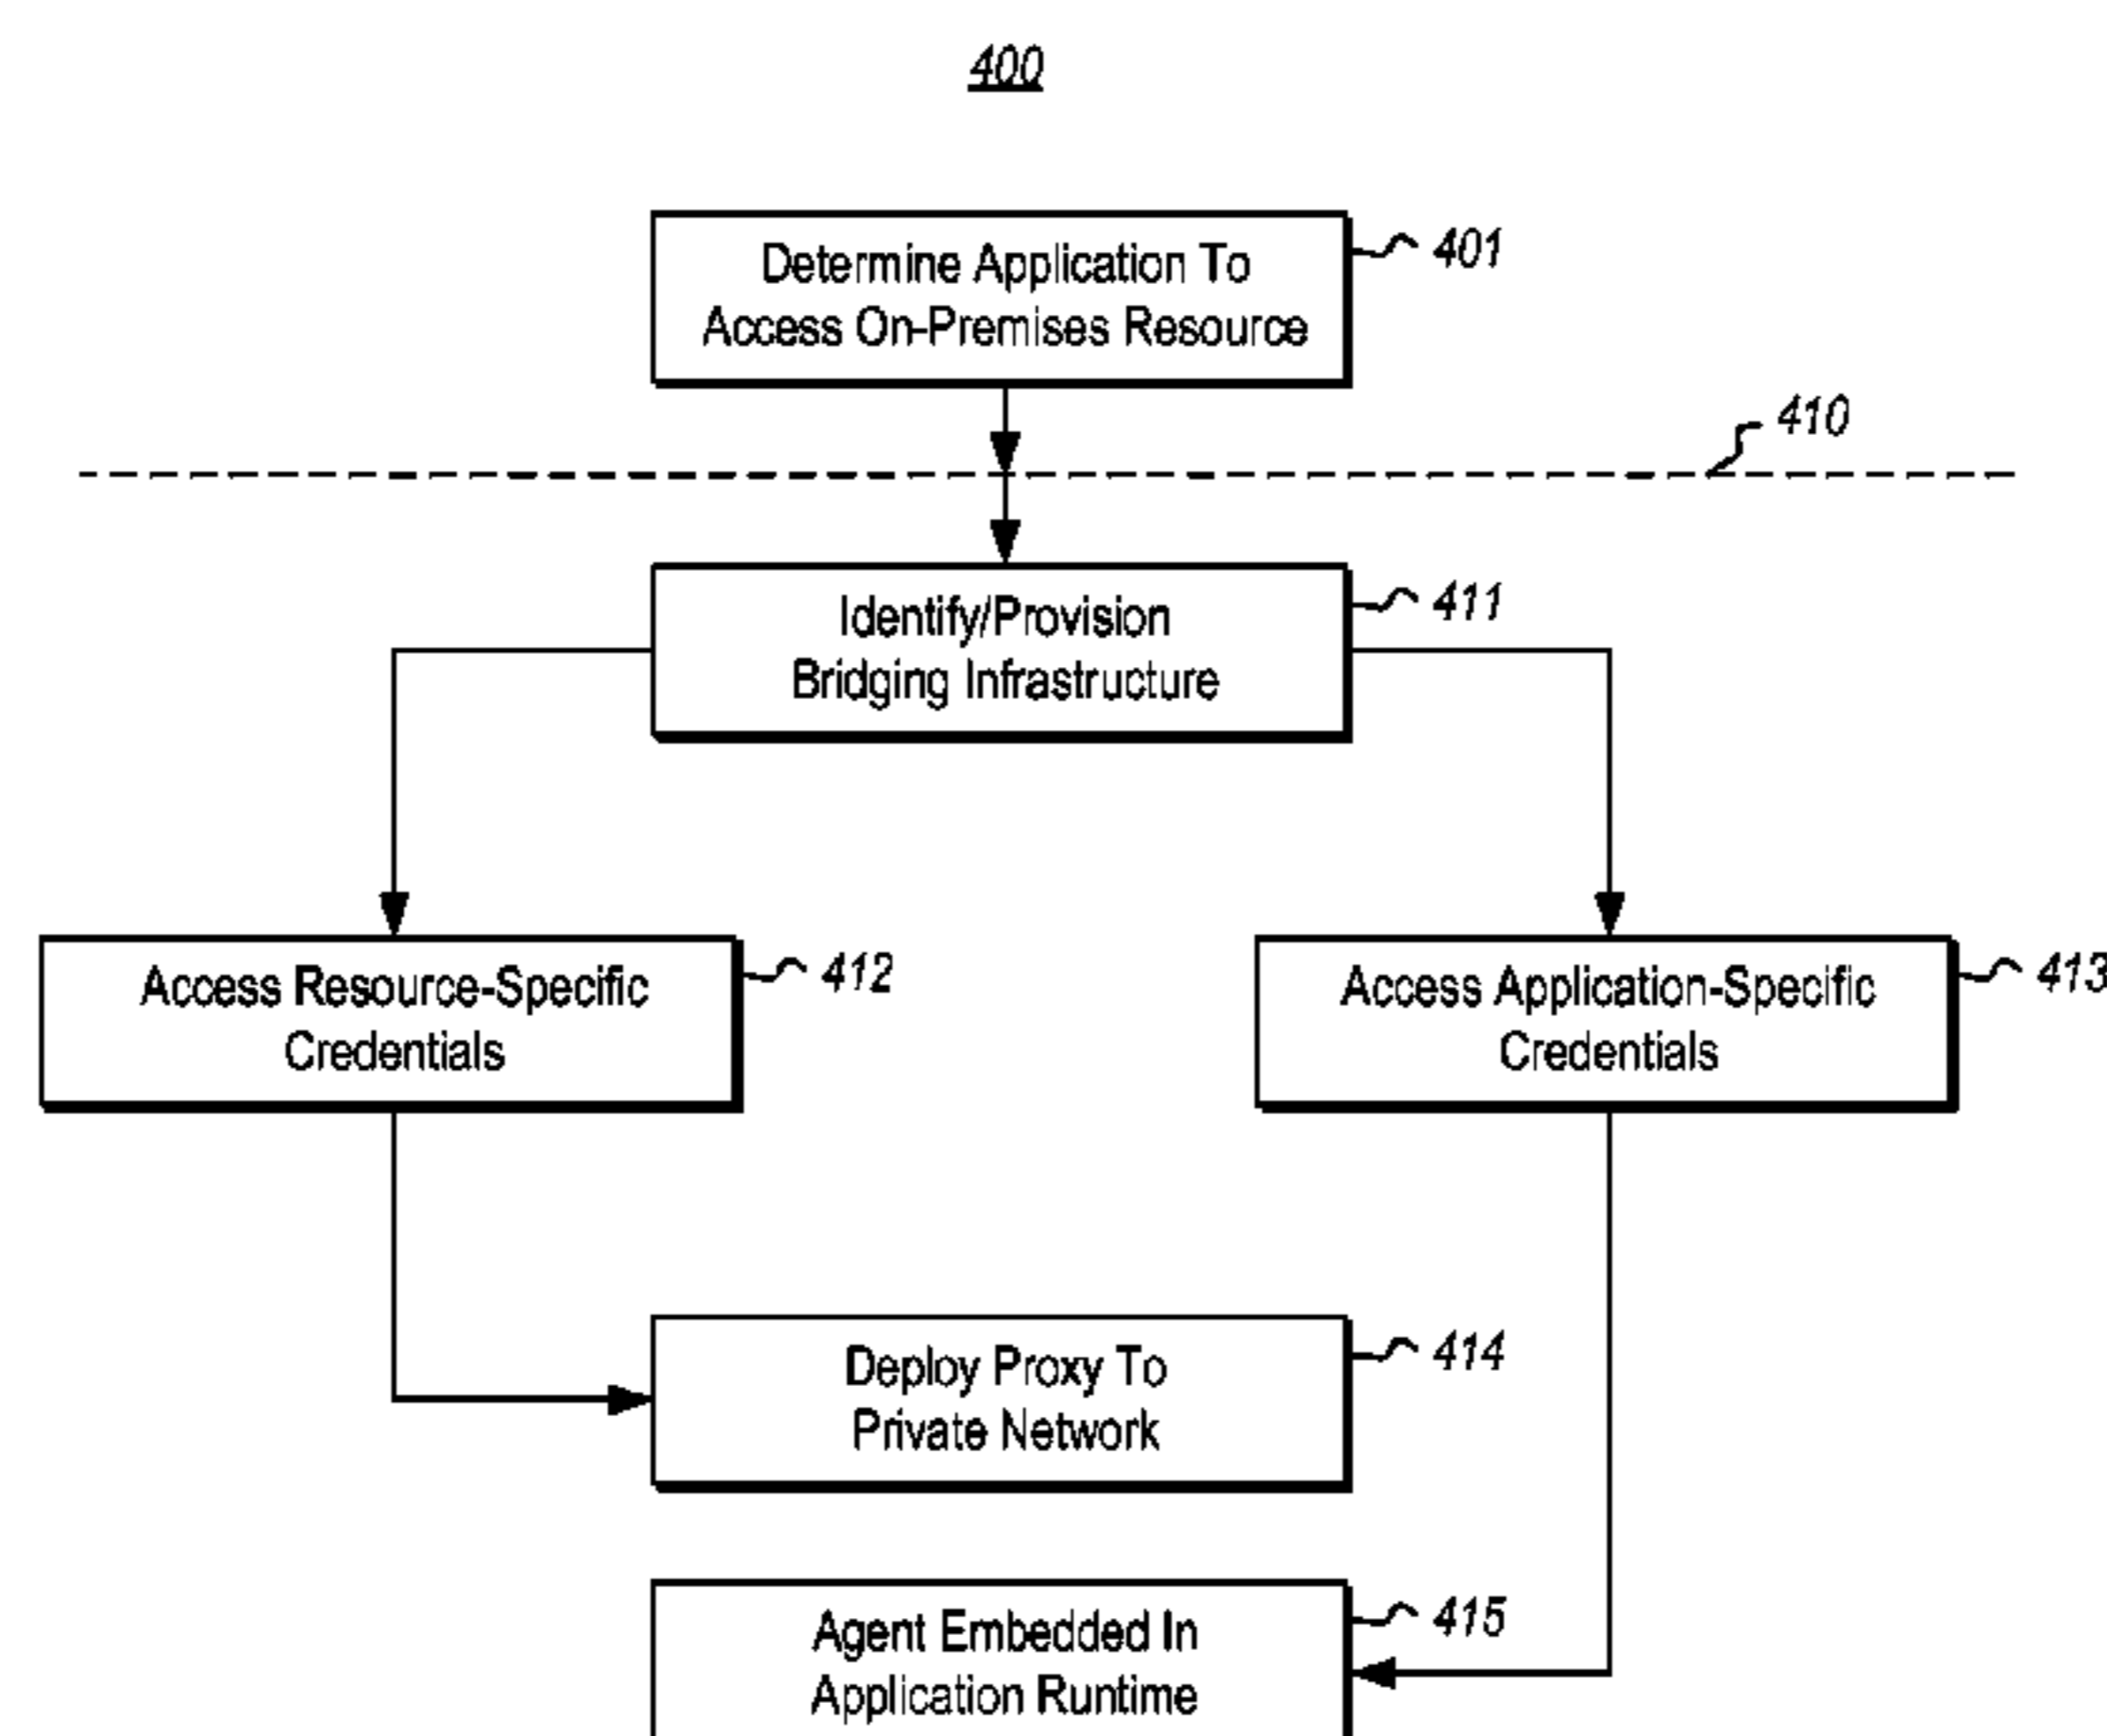 400
Determine Application To
Access On-Premises Resource
401
410
Identify/Provision
Bridging Infrastructure
411
Access Resource-Specific
Credentials
412
Access Application-Specific
Credentials
413
Deploy Proxy To
Private Network
414
Agent Embedded In
Application Runtime
415